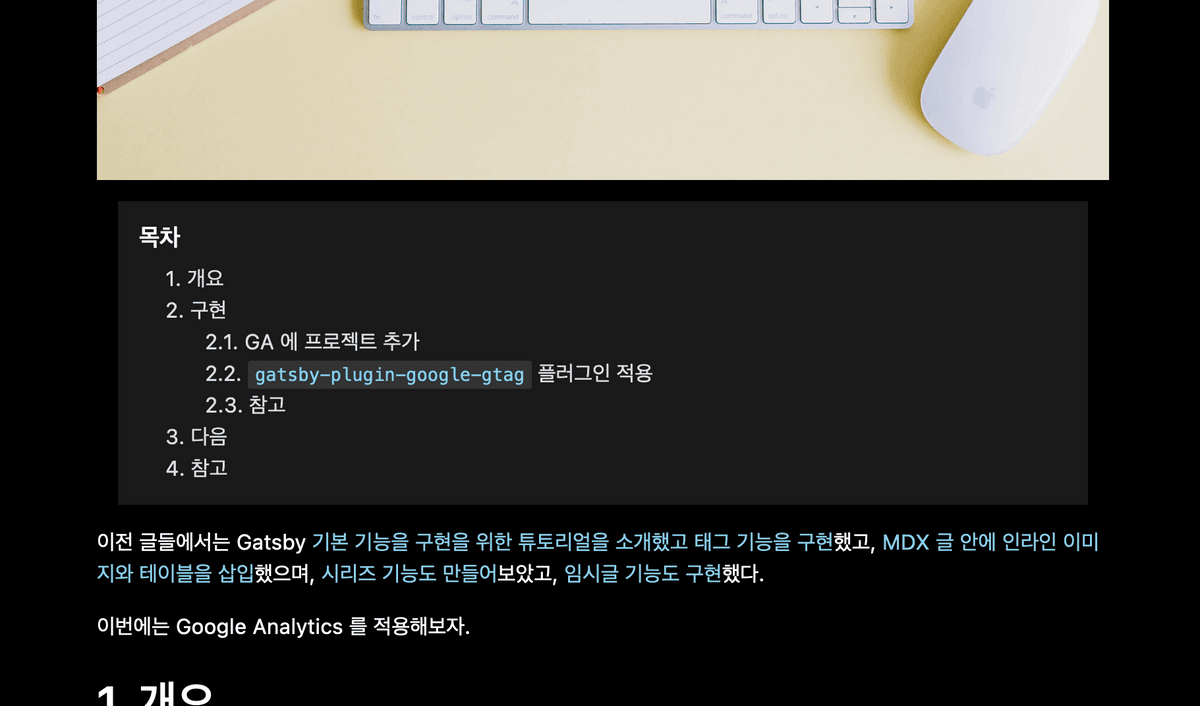 control option command command option
목차
1. 개요
2. 구현
2.1. GA 에 프로젝트 추가
2.2. gatsby-plugin-google-gtag 플러그인 적용
2.3. 참고
3. 다음
4. 참고
이전 글들에서는 Gatsby 기본 기능을 구현을 위한 튜토리얼을 소개했고 태그 기능을 구현했고, MDX 글 안에 인라인 이미
지와 테이블을 삽입했으며, 시리즈 기능도 만들어보았고, 임시글 기능도 구현했다.
이번에는 Google Analytics 를 적용해보자.
1. 개요